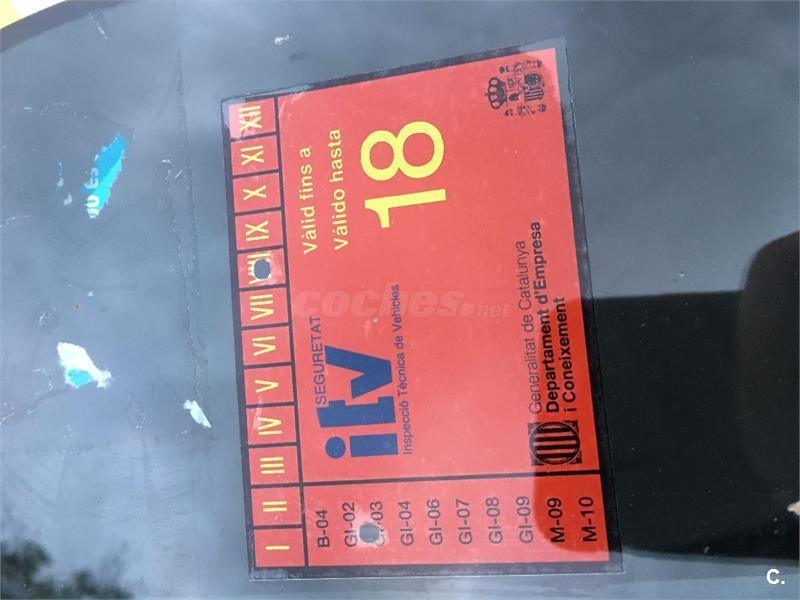 I II III IV V VI VII VIII IX X XI XII
B-04
GI-02
GI-03
GI-04
GI-06
GI-07
GI-08
GI-09
M-09
M-10
SEGURETAT
itv
Inspecció Tècnica de Vehicles
Vàlid fins a
Válido hasta
18
Generalitat de Catalunya
Departament d'Empresa
i Coneixement
coches.net
C.